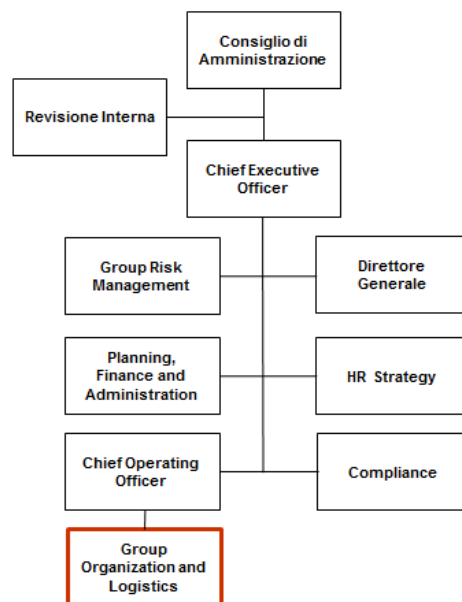 Consiglio di
Amministrazione
Revisione Interna
Chief Executive
Officer
Group Risk
Management
Direttore
Generale
Planning,
Finance and
Administration
HR Strategy
Chief Operating
Officer
Compliance
Group
Organization and
Logistics